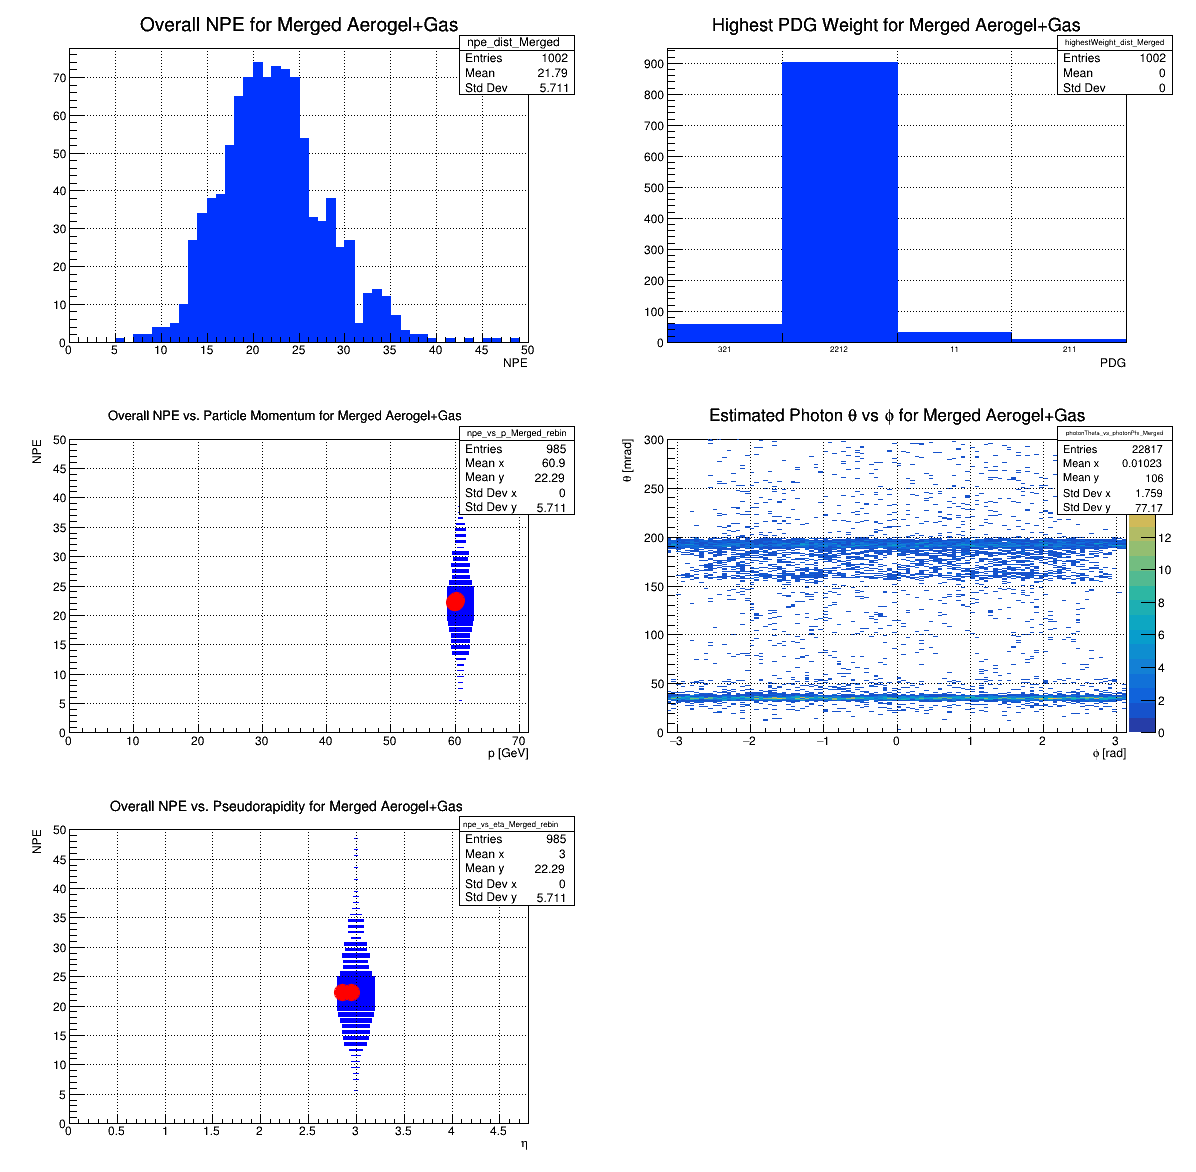 Overall NPE for Merged Aerogel+Gas
npe_dist_Merged
Entries 1002
Mean 21.79
Std Dev 5.711
70
60
50
40
30
20
10
0
0 5 10 15 20 25 30 35 40 45 50
NPE
Highest PDG Weight for Merged Aerogel+Gas
highestWeight_dist_Merged
Entries 1002
Mean 0
Std Dev 0
900
800
700
600
500
400
300
200
100
0
321 2212 11 211
PDG
Overall NPE vs. Particle Momentum for Merged Aerogel+Gas
npe_vs_p_Merged_rebin
Entries 985
Mean x 60.9
Mean y 22.29
Std Dev x 0
Std Dev y 5.711
NPE
50
45
40
35
30
25
20
15
10
5
0
0 10 20 30 40 50 60 70
p [GeV]
Estimated Photon θ vs ϕ for Merged Aerogel+Gas
photonTheta_vs_photonPhi_Merged
Entries 22817
Mean x 0.01023
Mean y 106
Std Dev x 1.759
Std Dev y 77.17
θ [mrad]
300
250
200
150
100
50
0
−3 −2 −1 0 1 2 3
ϕ [rad]
12
10
8
6
4
2
0
Overall NPE vs. Pseudorapidity for Merged Aerogel+Gas
npe_vs_eta_Merged_rebin
Entries 985
Mean x 3
Mean y 22.29
Std Dev x 0
Std Dev y 5.711
NPE
50
45
40
35
30
25
20
15
10
5
0
0 0.5 1 1.5 2 2.5 3 3.5 4 4.5
η